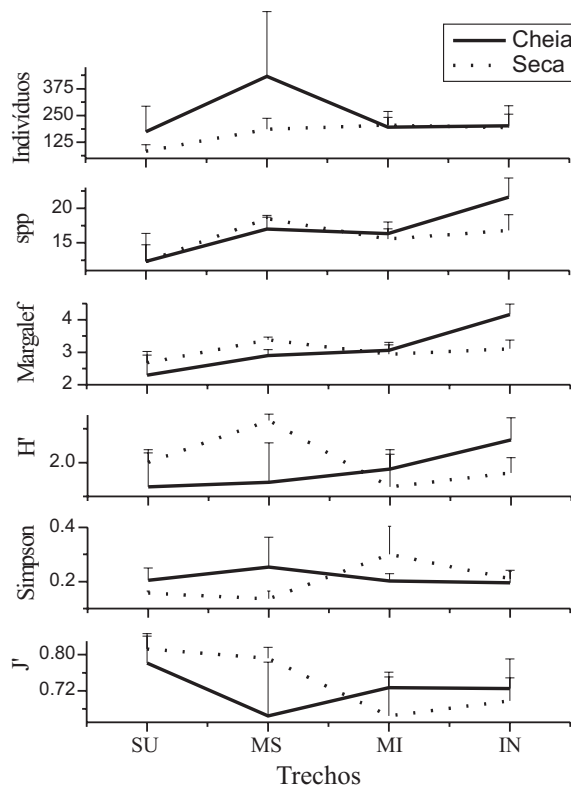 Cheia
Seca
Indivíduos
375
250
125
spp
20
15
Margalef
4
3
2
H'
2.0
Simpson
0.4
0.2
J'
0.80
0.72
SU MS MI IN
Trechos